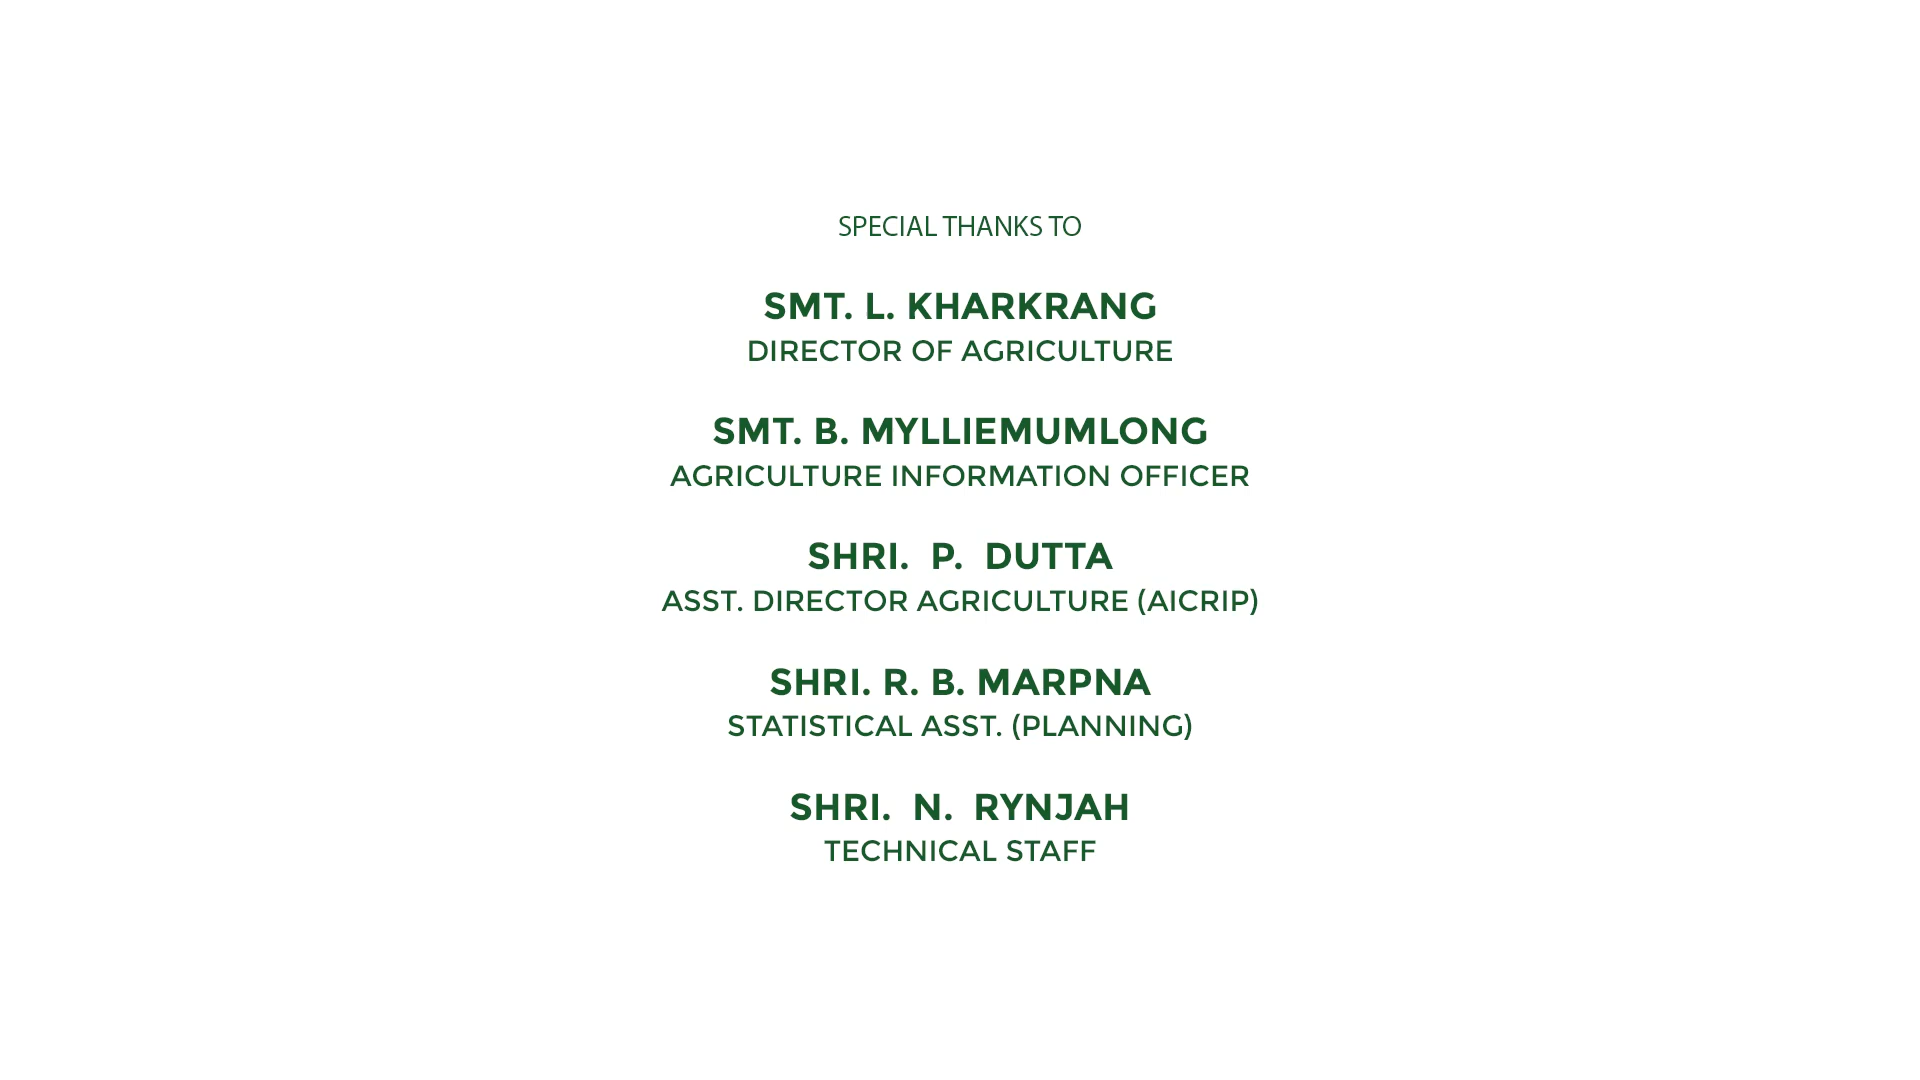 SPECIAL THANKS TO
SMT. L. KHARKRANG
DIRECTOR OF AGRICULTURE
SMT. B. MYLLIEMUMLONG
AGRICULTURE INFORMATION OFFICER
SHRI. P. DUTTA
ASST. DIRECTOR AGRICULTURE (AICRIP)
SHRI. R. B. MARPNA
STATISTICAL ASST. (PLANNING)
SHRI. N. RYNJAH
TECHNICAL STAFF